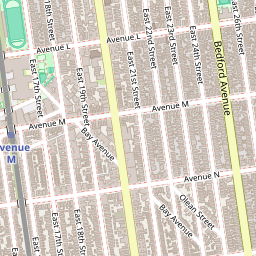 18th Street
East 19th Street
East 17th Street
Avenue L
East 22nd Street
East 23rd Street
East 24th Street
East 26th Street
East 21st Street
Bedford Avenue
Avenue M
Avenue M
Bay Avenue
Avenue
M
Avenue N
Olean Street
Bay Avenue
East 17th
East 18th Street